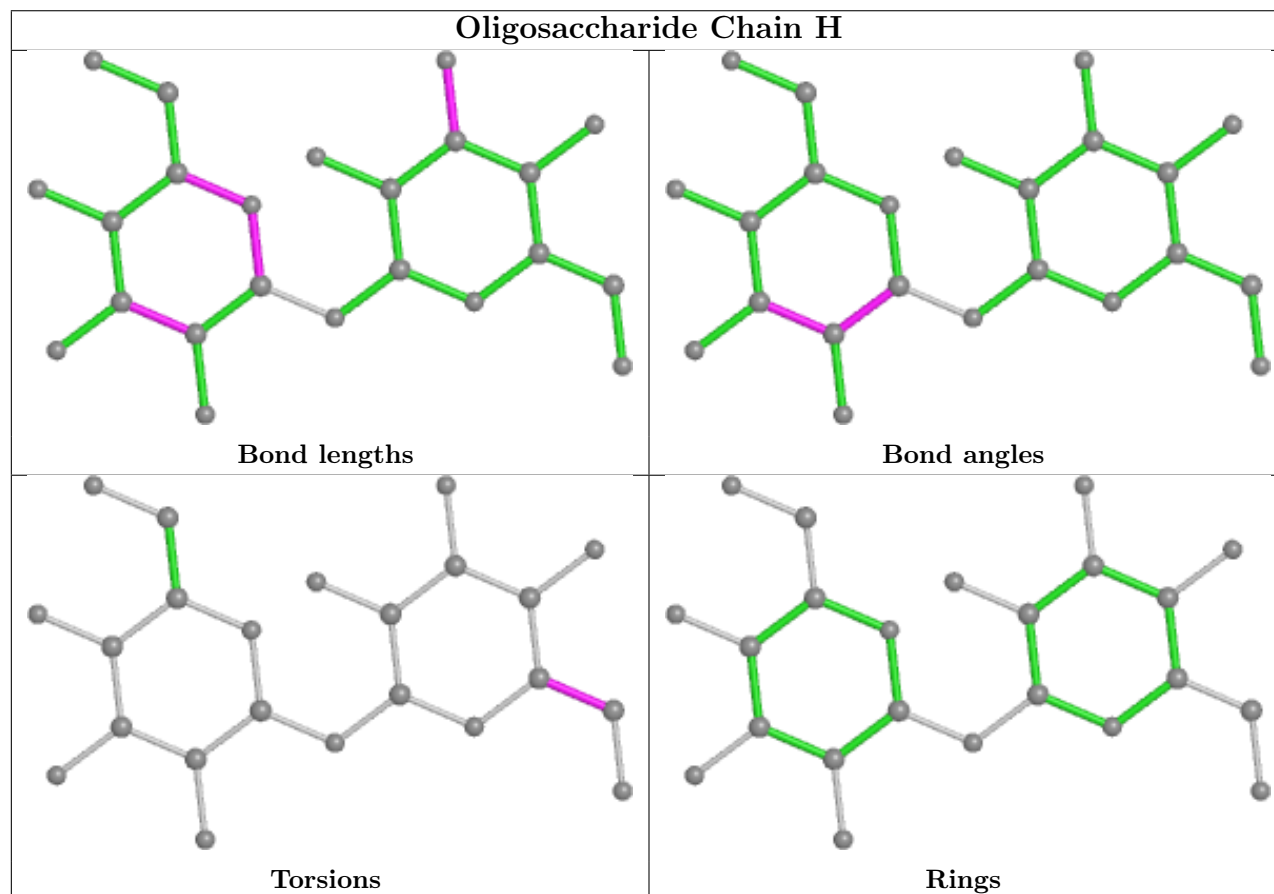 Oligosaccharide Chain H
Bond lengths
Bond angles
Torsions
Rings